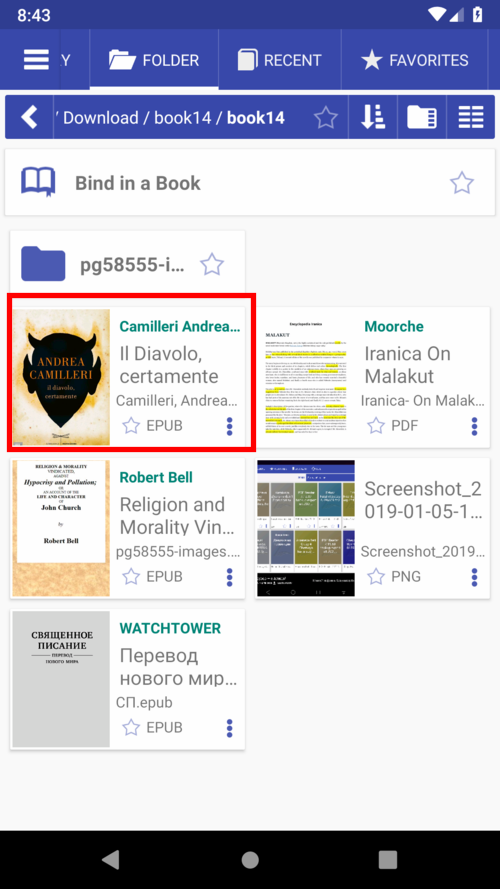 8:43
Y
FOLDER
RECENT
FAVORITES
/ Download / book14 / book14
Bind in a Book
pg58555-i...
ANDREA
CAMILLERI
il diavolo,
certamente
Camilleri Andrea...
Il Diavolo,
certamente
Camilleri, Andrea...
EPUB
MALAKUT
Moorche
Iranica On
Malakut
Iranica- On Malak...
PDF
RELIGION & MORALITY
VINDICATED,
AGAINST
Hypocrisy and Pollution;
OR
AN ACCOUNT OF THE
LIFE AND CHARACTER
OF
John Church
by
Robert Bell
Robert Bell
Religion and
Morality Vin...
pg58555-images....
EPUB
Screenshot_2
019-01-05-1...
Screenshot_2019...
PNG
СВЯЩЕННОЕ
ПИСАНИЕ
ПЕРЕВОД
НОВОГО МИРА
WATCHTOWER
Перевод
нового мир...
СП.epub
EPUB